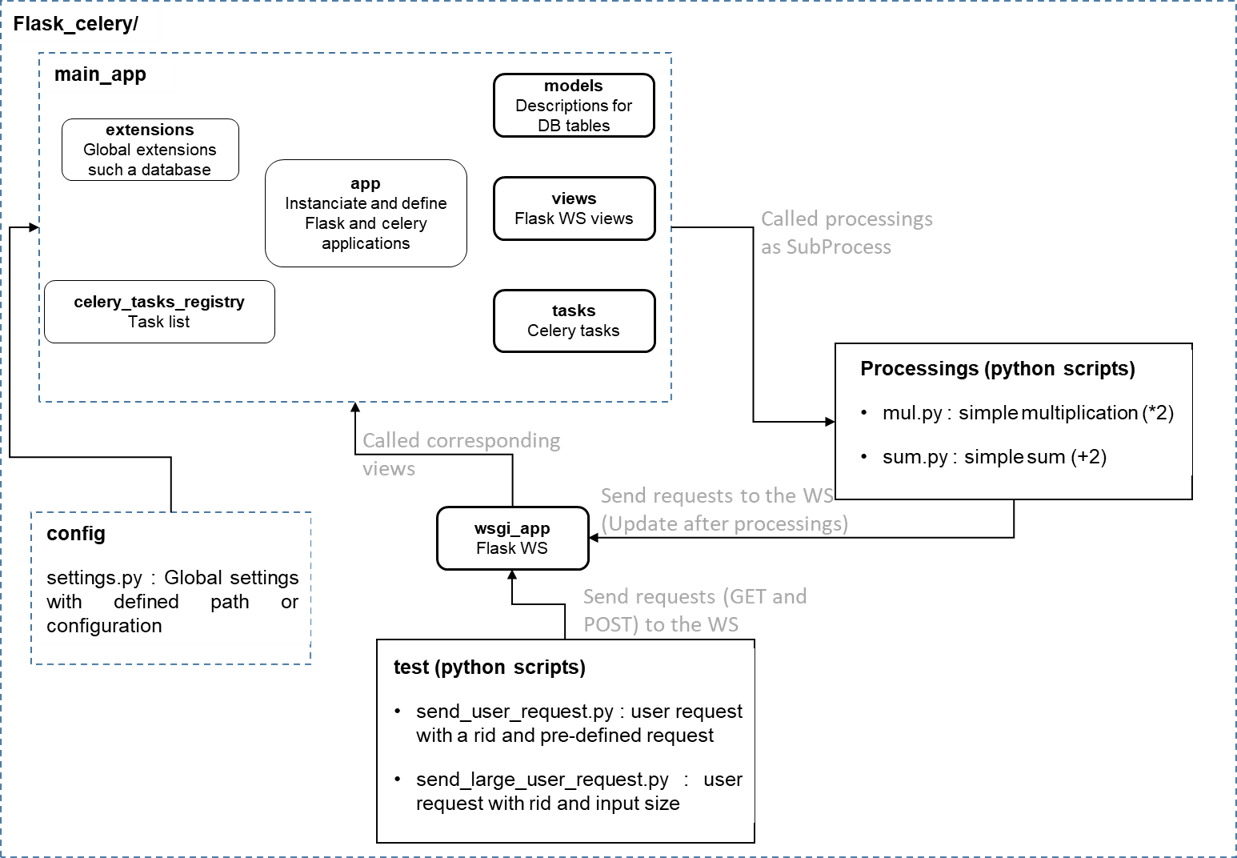 Flask_celery/
main_app
models
Descriptions for
DB tables
extensions
Global extensions
such a database
app
Instanciate and define
Flask and celery
applications
views
Flask WS views
Called processings
as SubProcess
celery_tasks_registry
Task list
tasks
Celery tasks
Processings (python scripts)
• mul.py : simple multiplication (*2)
• sum.py : simple sum (+2)
Called corresponding
views
Send requests to the WS
(Update after processings)
wsgi_app
Flask WS
config
settings.py : Global settings
with defined path or
configuration
Send requests (GET and
POST) to the WS
test (python scripts)
• send_user_request.py : user request
with a rid and pre-defined request
• send_large_user_request.py : user
request with rid and input size